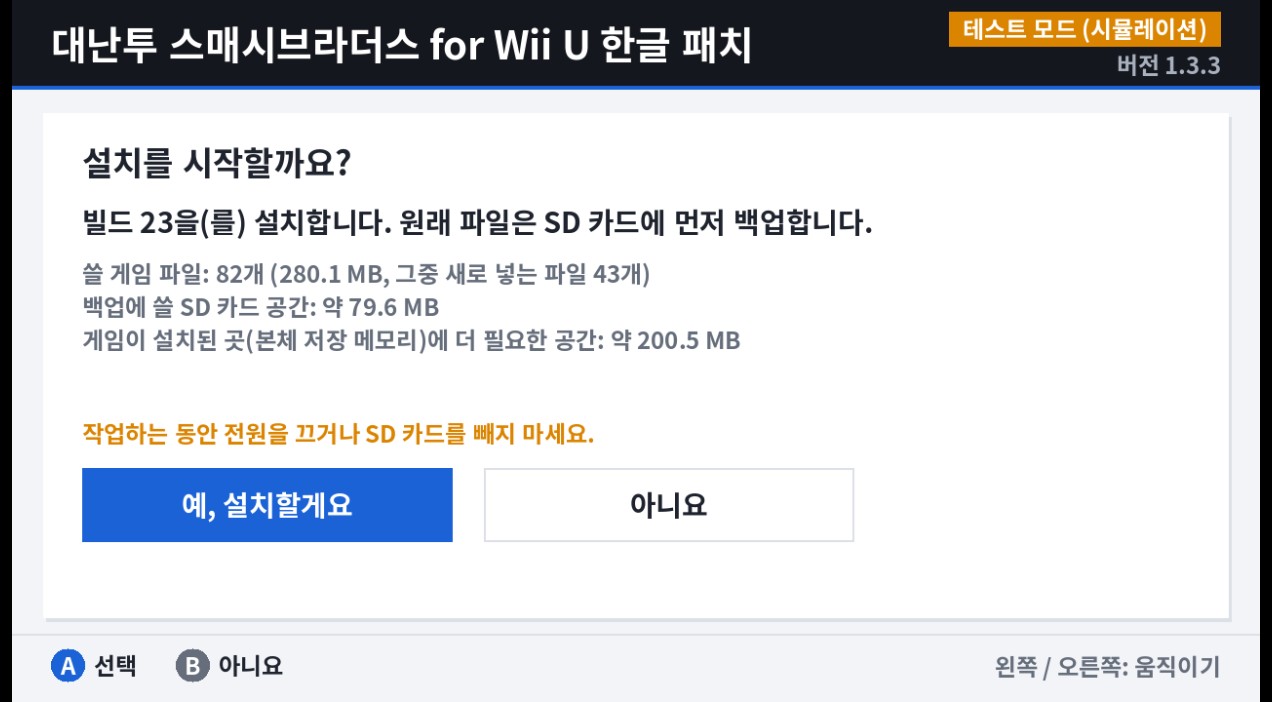 대난투 스매시브라더스 for Wii U 한글 패치
테스트 모드 (시뮬레이션)
버전 1.3.3
설치를 시작할까요?
빌드 23을(를) 설치합니다. 원래 파일은 SD 카드에 먼저 백업합니다.
쓸 게임 파일: 82개 (280.1 MB, 그중 새로 넣는 파일 43개)
백업에 쓸 SD 카드 공간: 약 79.6 MB
게임이 설치된 곳(본체 저장 메모리)에 더 필요한 공간: 약 200.5 MB
작업하는 동안 전원을 끄거나 SD 카드를 빼지 마세요.
예, 설치할게요
아니요
A 선택
B 아니요
왼쪽 / 오른쪽: 움직이기